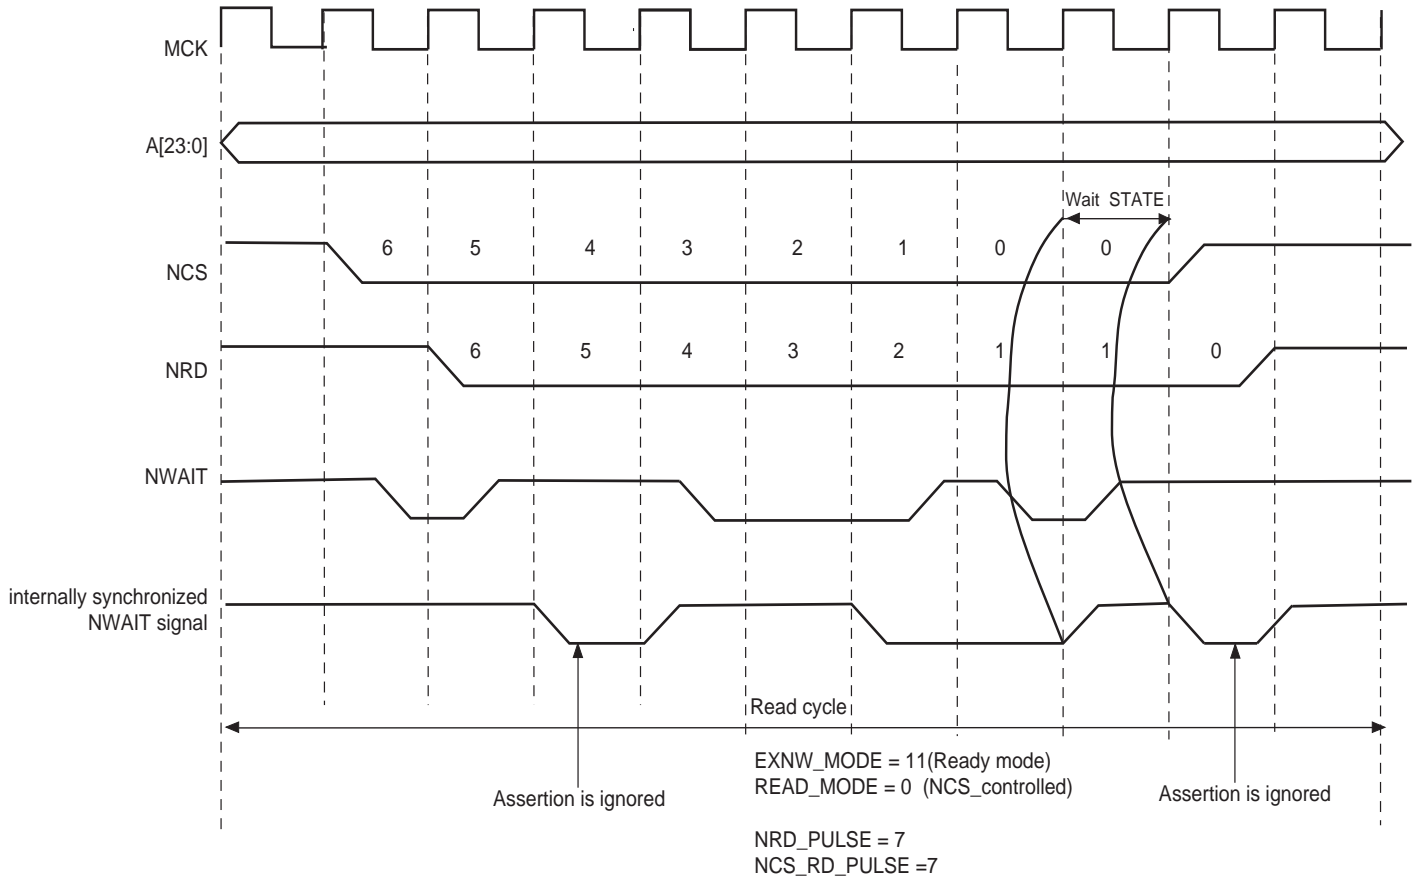 MCK
A[23:0]
Wait STATE
NCS
6 5 4 3 2 1 0 0
NRD
6 5 4 3 2 1 1 0
NWAIT
internally synchronized
NWAIT signal
Read cycle
EXNW_MODE = 11(Ready mode)
READ_MODE = 0 (NCS_controlled)
Assertion is ignored
Assertion is ignored
NRD_PULSE = 7
NCS_RD_PULSE =7